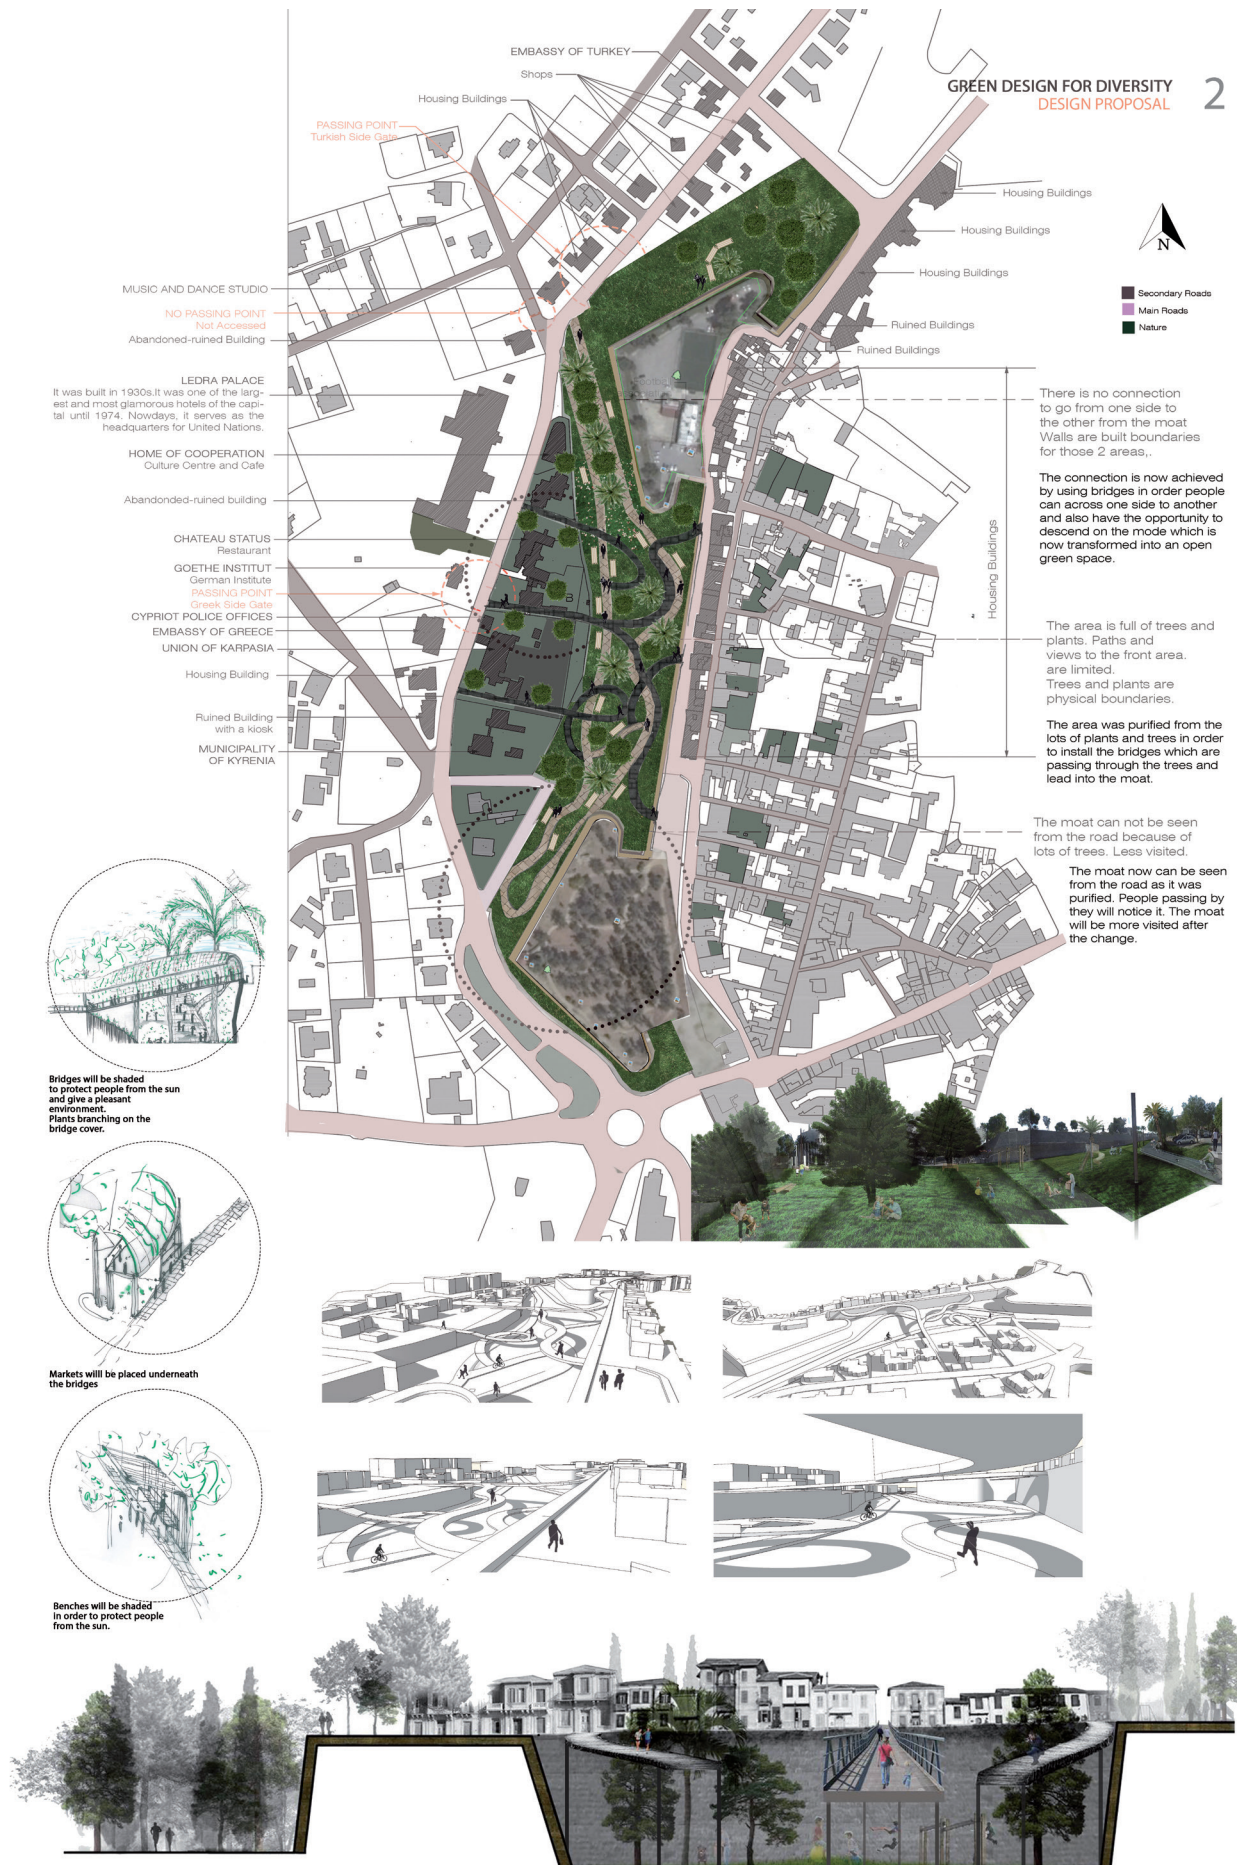 GREEN DESIGN FOR DIVERSITY
DESIGN PROPOSAL
2
EMBASSY OF TURKEY
Shops
Housing Buildings
PASSING POINT
Turkish Side Gate
MUSIC AND DANCE STUDIO
NO PASSING POINT
Not Accessed
Abandoned-ruined Building
LEDRA PALACE
It was built in 1930s.It was one of the larg-
est and most glamorous hotels of the capi-
tal until 1974. Nowdays, it serves as the
headquarters for United Nations.
HOME OF COOPERATION
Culture Centre and Cafe
Abandonded-ruined building
CHATEAU STATUS
Restaurant
GOETHE INSTITUT
German Institute
PASSING POINT
Greek Side Gate
CYPRIOT POLICE OFFICES
EMBASSY OF GREECE
UNION OF KARPASIA
Housing Building
Ruined Building
with a kiosk
MUNICIPALITY
OF KYRENIA
B
Housing Buildings
Housing Buildings
Housing Buildings
Ruined Buildings
Ruined Buildings
Housing Buildings
N
Secondary Roads
Main Roads
Nature
There is no connection
to go from one side to
the other from the moat
Walls are built boundaries
for those 2 areas,.
The connection is now achieved
by using bridges in order people
can across one side to another
and also have the opportunity to
descend on the mode which is
now transformed into an open
green space.
The area is full of trees and
plants. Paths and
views to the front area.
are limited.
Trees and plants are
physical boundaries.
The area was purified from the
lots of plants and trees in order
to install the bridges which are
passing through the trees and
lead into the moat.
The moat can not be seen
from the road because of
lots of trees. Less visited.
The moat now can be seen
from the road as it was
purified. People passing by
they will notice it. The moat
will be more visited after
the change.
Bridges will be shaded
to protect people from the sun
and give a pleasant
environment.
Plants branching on the
bridge cover.
Markets willl be placed underneath
the bridges
Benches will be shaded
in order to protect people
from the sun.